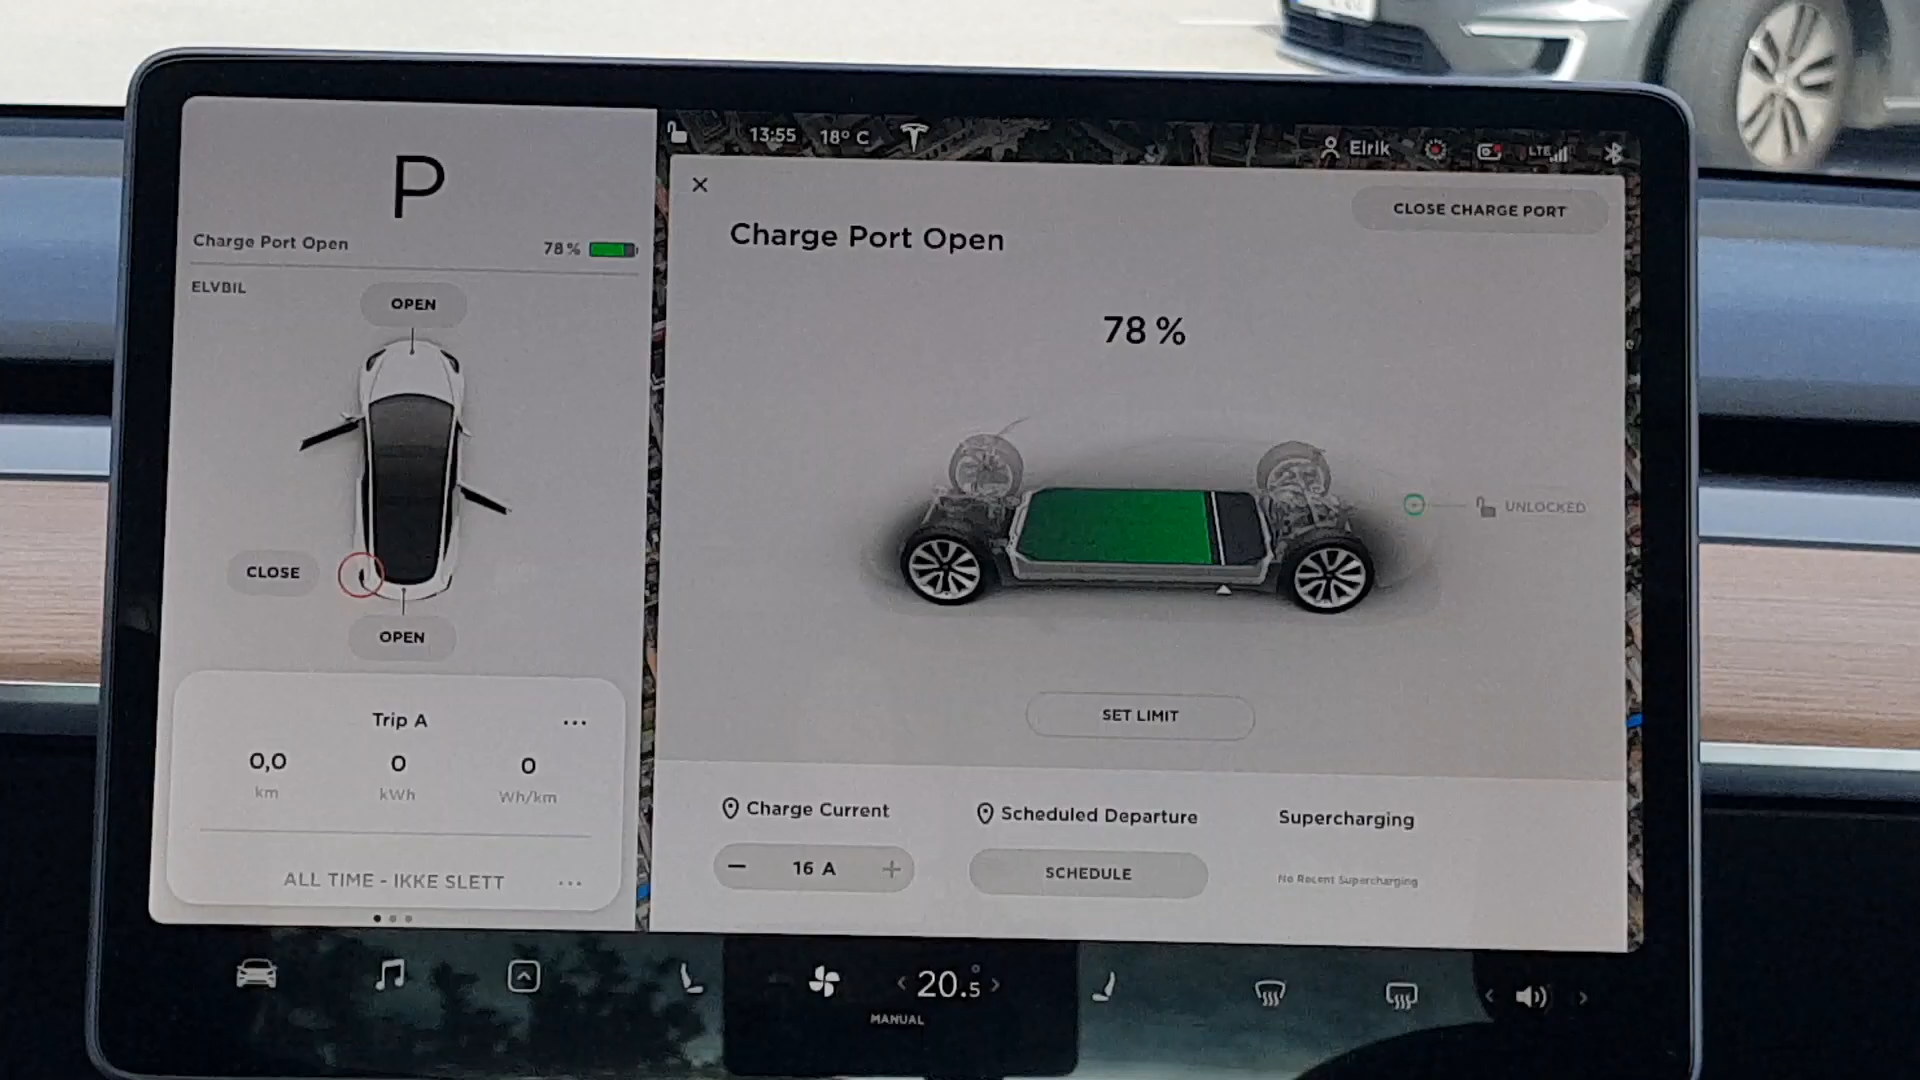 P
Charge Port Open 78 %
ELVBIL
OPEN
CLOSE
OPEN
Trip A
0,0 0 0
km kWh Wh/km
ALL TIME - IKKE SLETT
13:55 18° C
Eirik
LTE
CLOSE CHARGE PORT
Charge Port Open
78 %
UNLOCKED
SET LIMIT
Charge Current
16 A
Scheduled Departure
SCHEDULE
Supercharging
No Recent Supercharging
20.5°
MANUAL